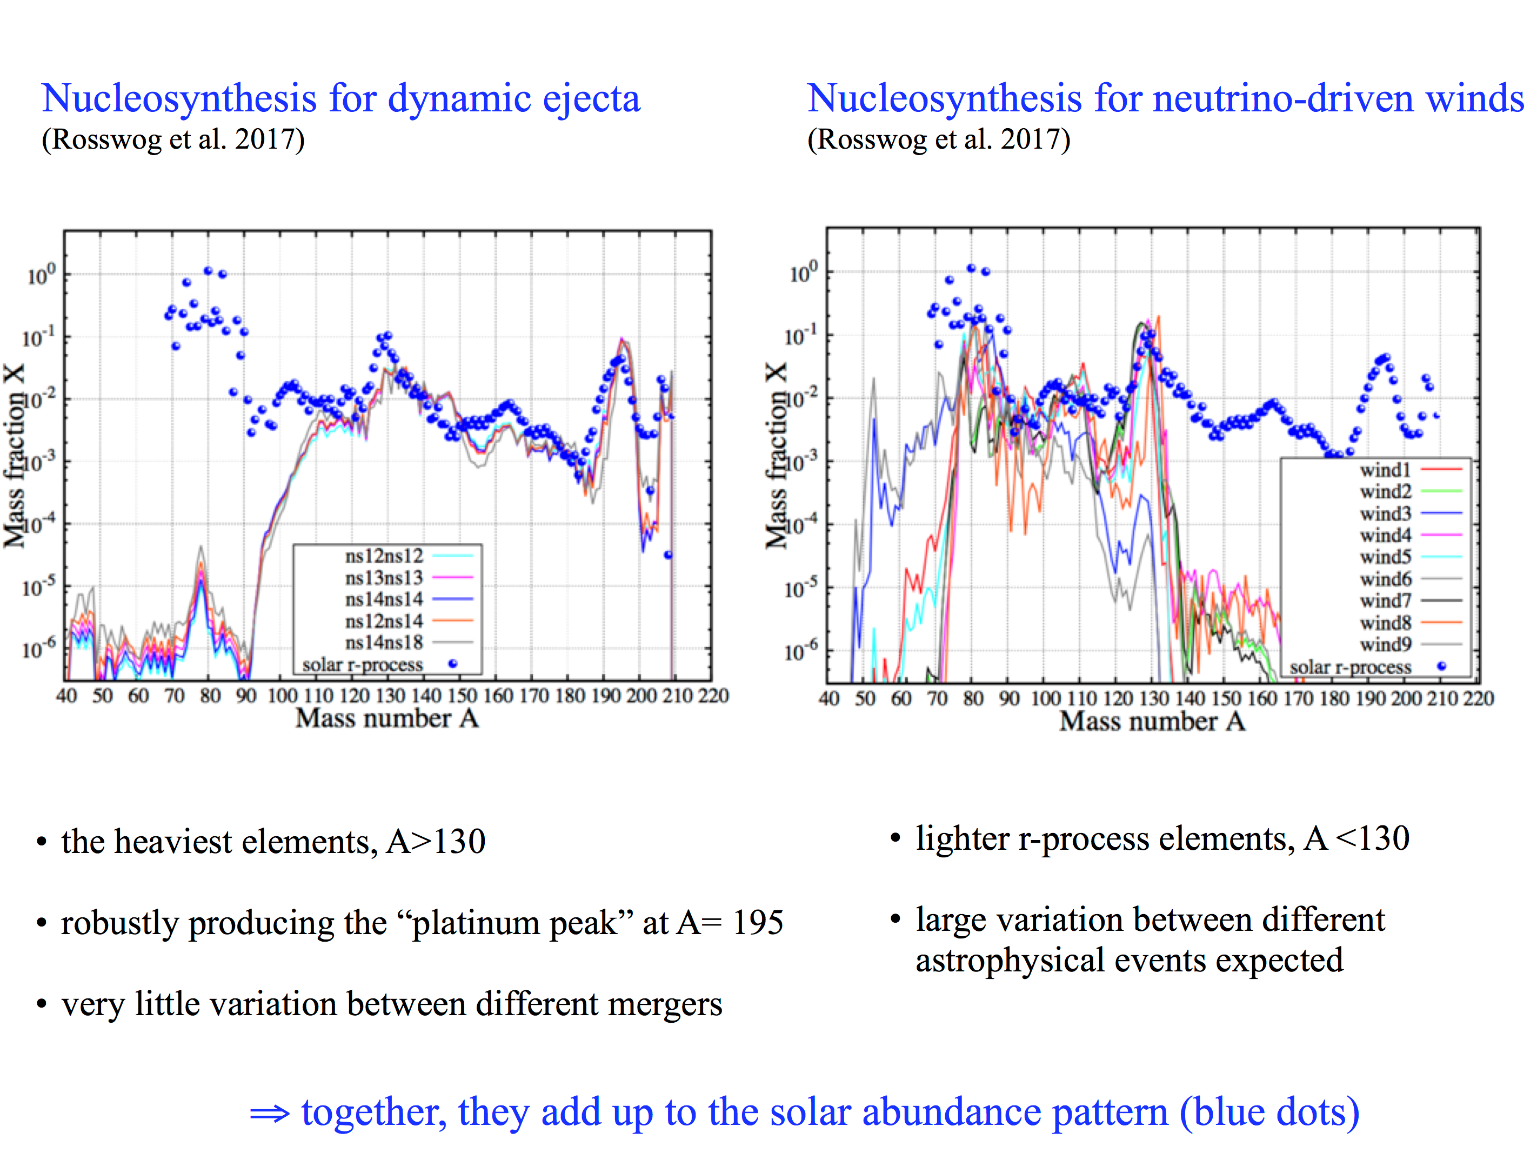 Nucleosynthesis for dynamic ejecta
(Rosswog et al. 2017)
10⁰
10⁻¹
10⁻²
10⁻³
10⁻⁴
10⁻⁵
10⁻⁶
Mass fraction X
ns12ns12
ns13ns13
ns14ns14
ns12ns14
ns14ns18
solar r-process
40 50 60 70 80 90 100 110 120 130 140 150 160 170 180 190 200 210 220
Mass number A
• the heaviest elements, A>130
• robustly producing the “platinum peak” at A= 195
• very little variation between different mergers
Nucleosynthesis for neutrino-driven winds
(Rosswog et al. 2017)
10⁰
10⁻¹
10⁻²
10⁻³
10⁻⁴
10⁻⁵
10⁻⁶
Mass fraction X
wind1
wind2
wind3
wind4
wind5
wind6
wind7
wind8
wind9
solar r-process
40 50 60 70 80 90 100 110 120 130 140 150 160 170 180 190 200 210 220
Mass number A
• lighter r-process elements, A <130
• large variation between different
astrophysical events expected
⇒ together, they add up to the solar abundance pattern (blue dots)